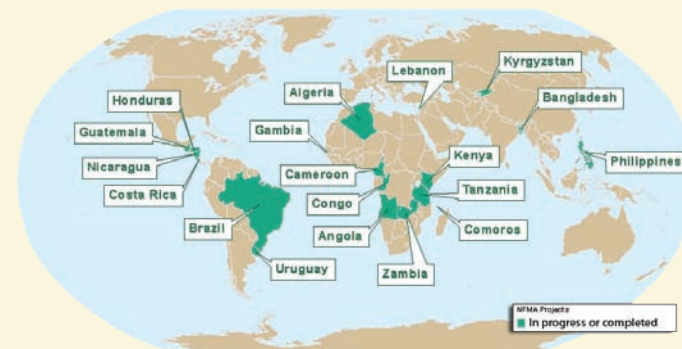 Lebanon
Kyrgyzstan
Algeria
Bangladesh
Honduras
Guatemala
Gambia
Nicaragua
Cameroon
Kenya
Philippines
Costa Rica
Congo
Tanzania
Brazil
Angola
Comoros
Uruguay
Zambia
NFMA Projects
In progress or completed